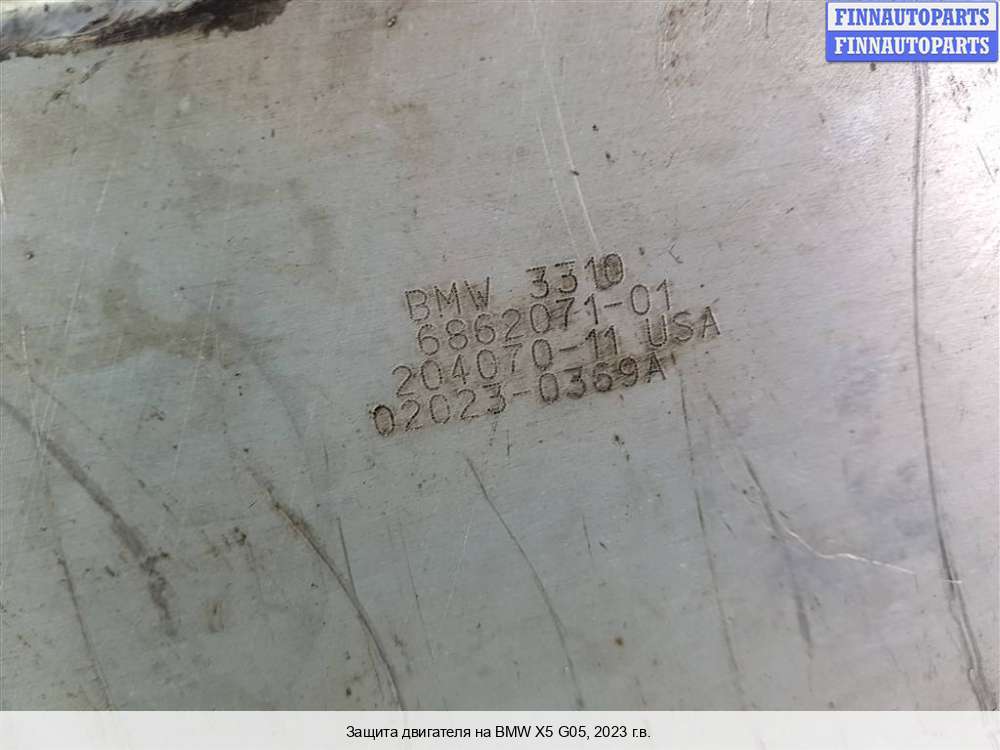 FINNAUTOPARTS
FINNAUTOPARTS
BMW 3310
6862071-01
204070-11 USA
02023-0369A
Защита двигателя на BMW X5 G05, 2023 г.в.